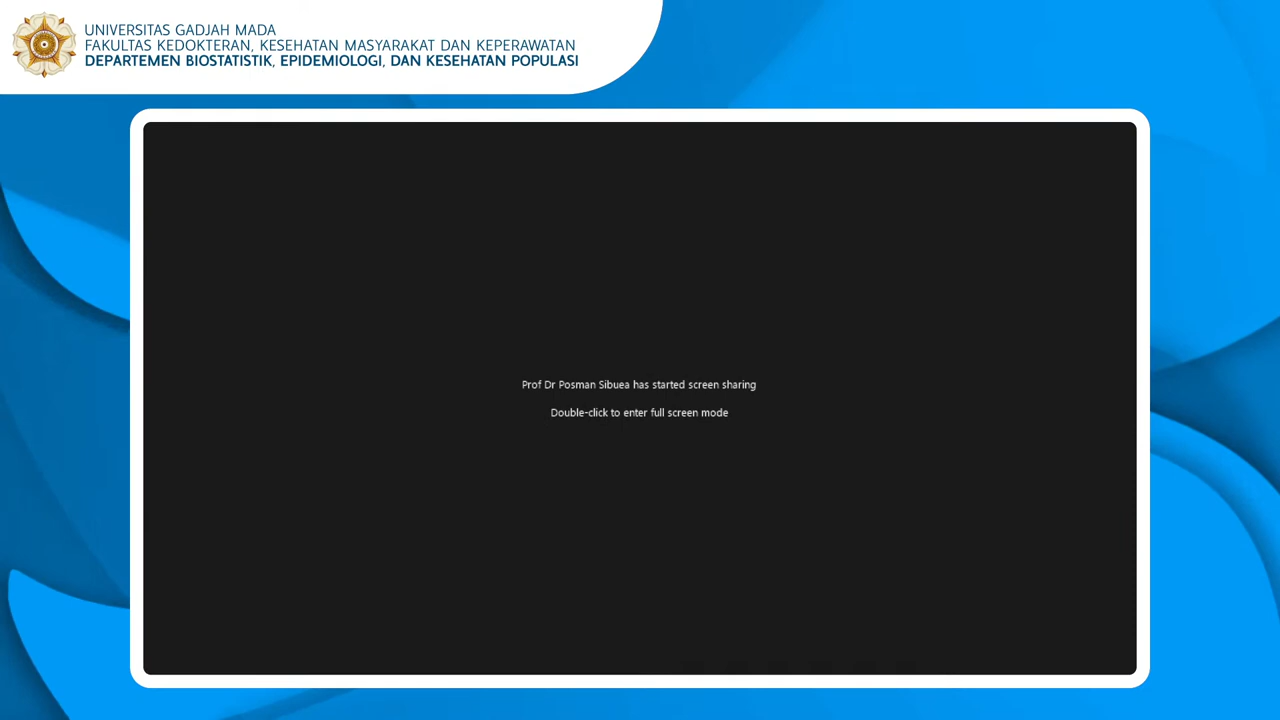 UNIVERSITAS GADJAH MADA
FAKULTAS KEDOKTERAN, KESEHATAN MASYARAKAT DAN KEPERAWATAN
DEPARTEMEN BIOSTATISTIK, EPIDEMIOLOGI, DAN KESEHATAN POPULASI
Prof Dr Posman Sibuea has started screen sharing
Double-click to enter full screen mode